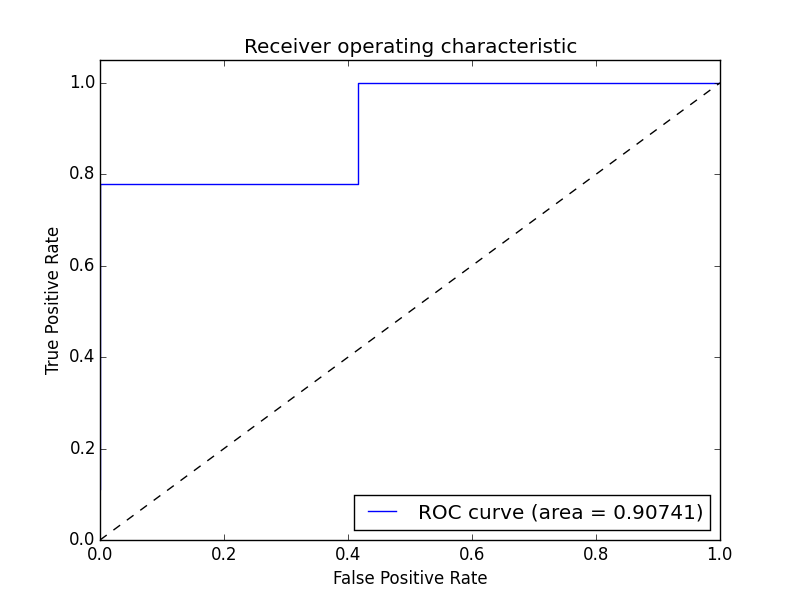 Receiver operating characteristic
True Positive Rate
1.0
0.8
0.6
0.4
0.2
0.0
ROC curve (area = 0.90741)
0.0 0.2 0.4 0.6 0.8 1.0
False Positive Rate